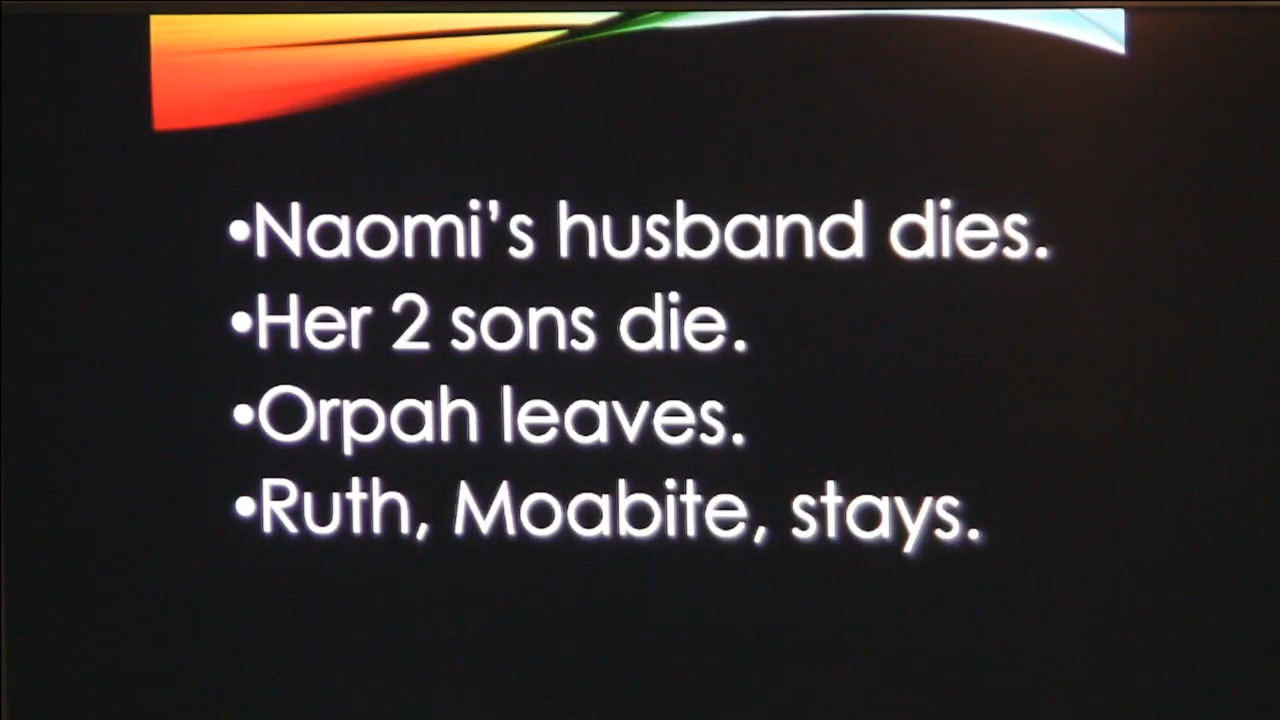 •Naomi’s husband dies.
•Her 2 sons die.
•Orpah leaves.
•Ruth, Moabite, stays.